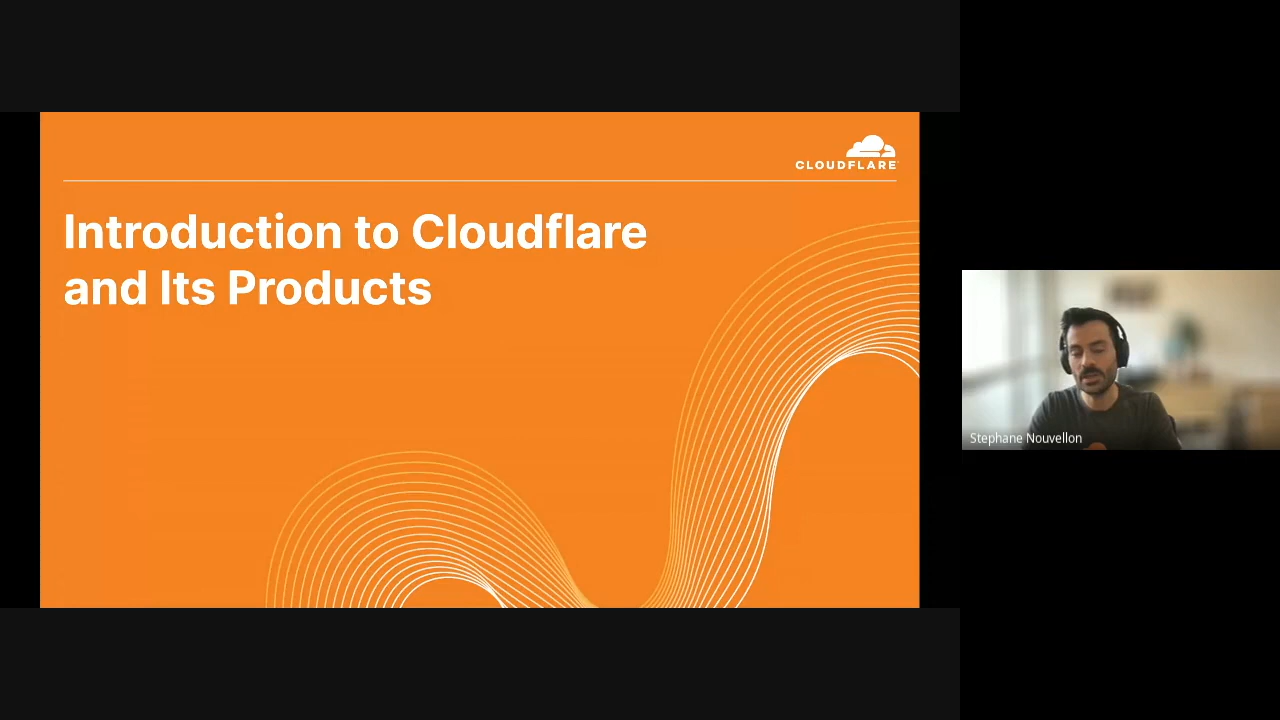 CLOUDFLARE
Introduction to Cloudflare
and Its Products
Stephane Nouvellon